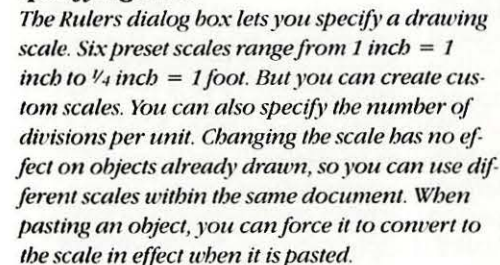 The Rulers dialog box lets you specify a drawing
scale. Six preset scales range from 1 inch = 1
inch to 1/4 inch = 1 foot. But you can create cus-
tom scales. You can also specify the number of
divisions per unit. Changing the scale has no ef-
fect on objects already drawn, so you can use dif-
ferent scales within the same document. When
pasting an object, you can force it to convert to
the scale in effect when it is pasted.